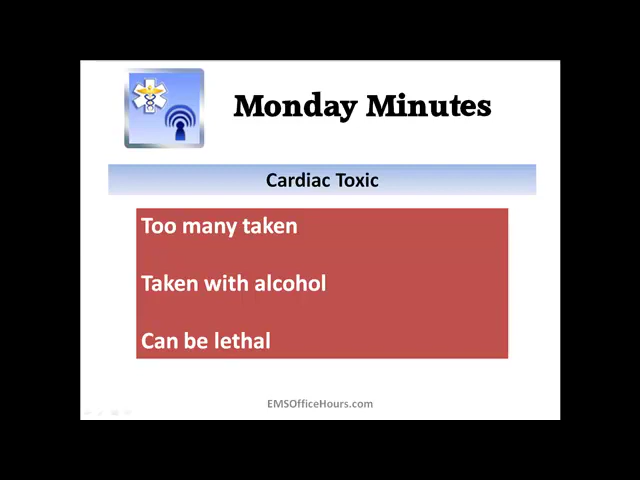 Monday Minutes
Cardiac Toxic
Too many taken
Taken with alcohol
Can be lethal
EMSOfficeHours.com